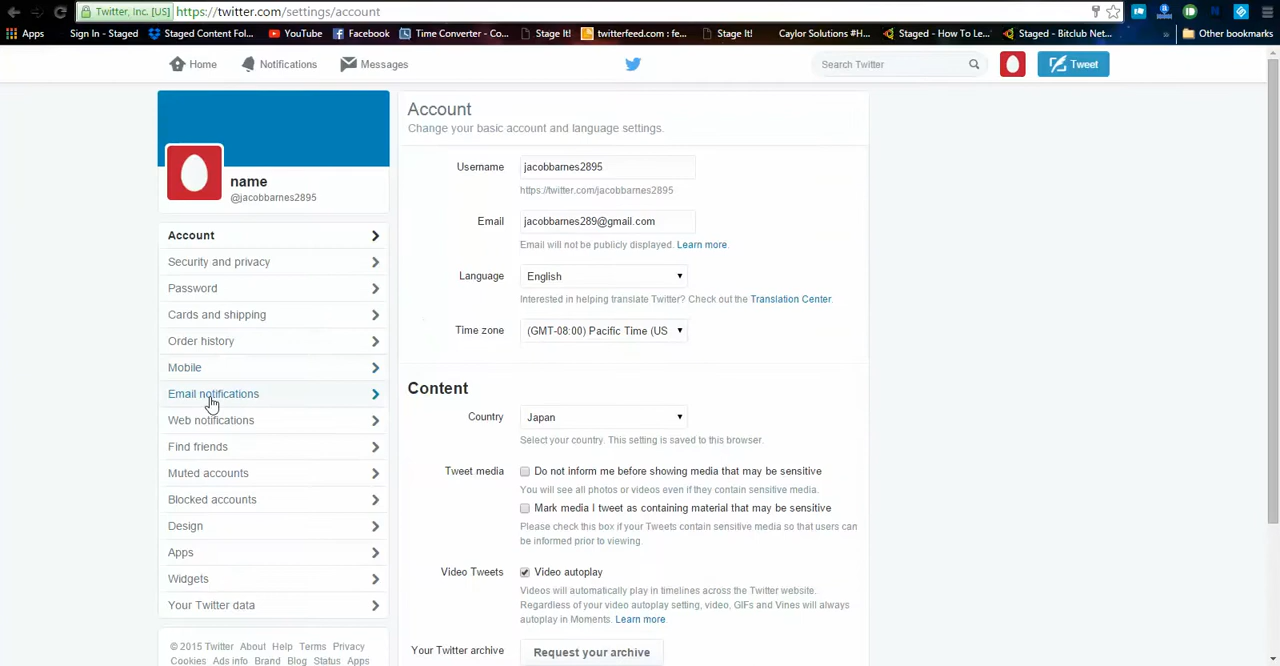 Twitter, Inc. [US] https://twitter.com/settings/account
Apps Sign In - Staged Staged Content Fol... YouTube Facebook Time Converter - Co... Stage It! twitterfeed.com : fe... Stage It! Caylor Solutions #H... Staged - How To Le... Staged - Bitclub Net... » Other bookmarks
Home Notifications Messages Search Twitter Tweet
name
@jacobbarnes2895
Account
Security and privacy
Password
Cards and shipping
Order history
Mobile
Email notifications
Web notifications
Find friends
Muted accounts
Blocked accounts
Design
Apps
Widgets
Your Twitter data
© 2015 Twitter About Help Terms Privacy
Cookies Ads info Brand Blog Status Apps
Account
Change your basic account and language settings.
Username jacobbarnes2895
https://twitter.com/jacobbarnes2895
Email jacobbarnes289@gmail.com
Email will not be publicly displayed. Learn more.
Language English
Interested in helping translate Twitter? Check out the Translation Center.
Time zone (GMT-08:00) Pacific Time (US
Content
Country Japan
Select your country. This setting is saved to this browser.
Tweet media Do not inform me before showing media that may be sensitive
You will see all photos or videos even if they contain sensitive media.
Mark media I tweet as containing material that may be sensitive
Please check this box if your Tweets contain sensitive media so that users can
be informed prior to viewing.
Video Tweets Video autoplay
Videos will automatically play in timelines across the Twitter website.
Regardless of your video autoplay setting, video, GIFs and Vines will always
autoplay in Moments. Learn more.
Your Twitter archive Request your archive